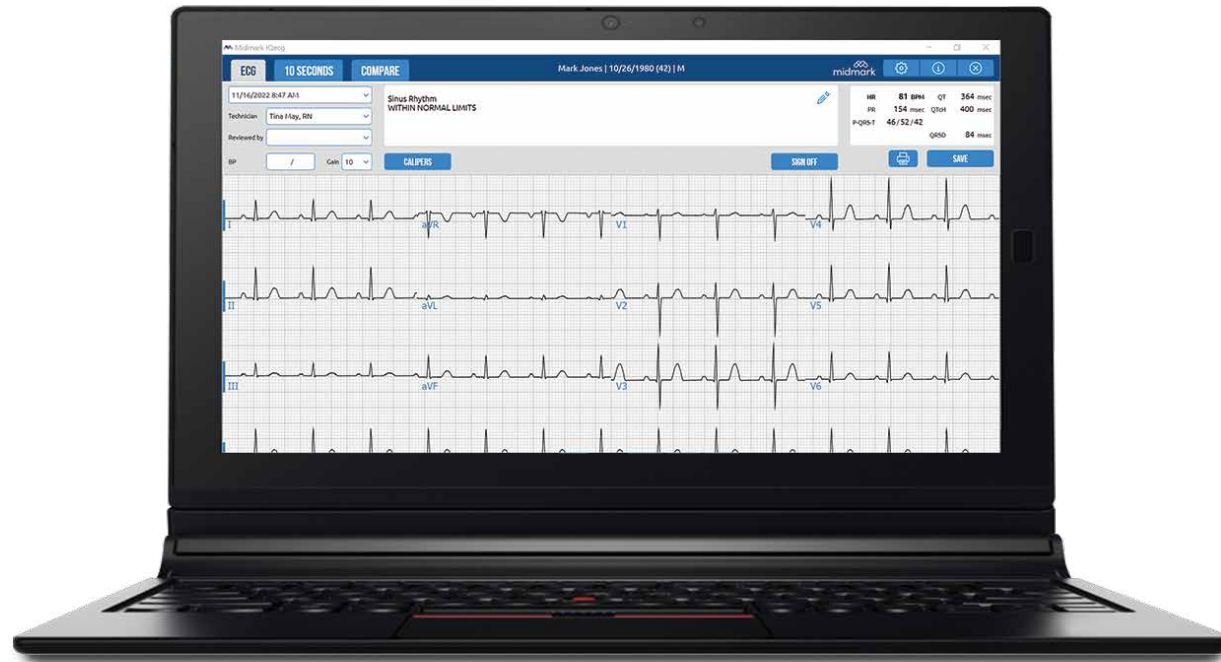 Midmark IQecg
ECG 10 SECONDS COMPARE Mark Jones | 10/26/1980 (42) | M midmark
11/16/2022 8:47 AM
Technician Tina May, RN
Reviewed by
BP / Gain 10
Sinus Rhythm
WITHIN NORMAL LIMITS
CALIPERS
SIGN OFF
HR 81 BPM QT 364 msec
PR 154 msec QTcH 400 msec
P-QRS-T 46/52/42
QRSD 84 msec
SAVE
I aVR V1 V4
II aVL V2 V5
III aVF V3 V6